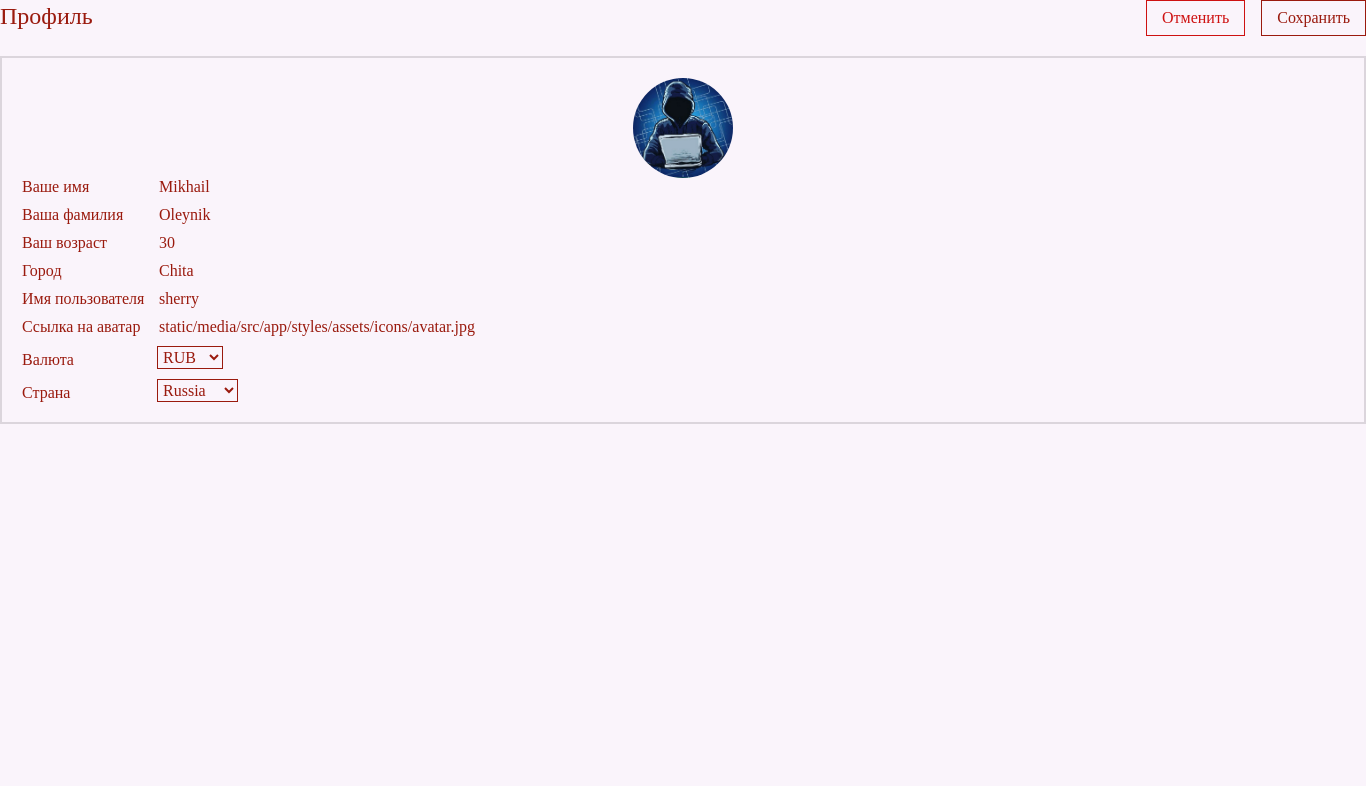 Профиль Отменить Сохранить
Ваше имя Mikhail
Ваша фамилия Oleynik
Ваш возраст 30
Город Chita
Имя пользователя sherry
Ссылка на аватар static/media/src/app/styles/assets/icons/avatar.jpg
Валюта RUB
Страна Russia